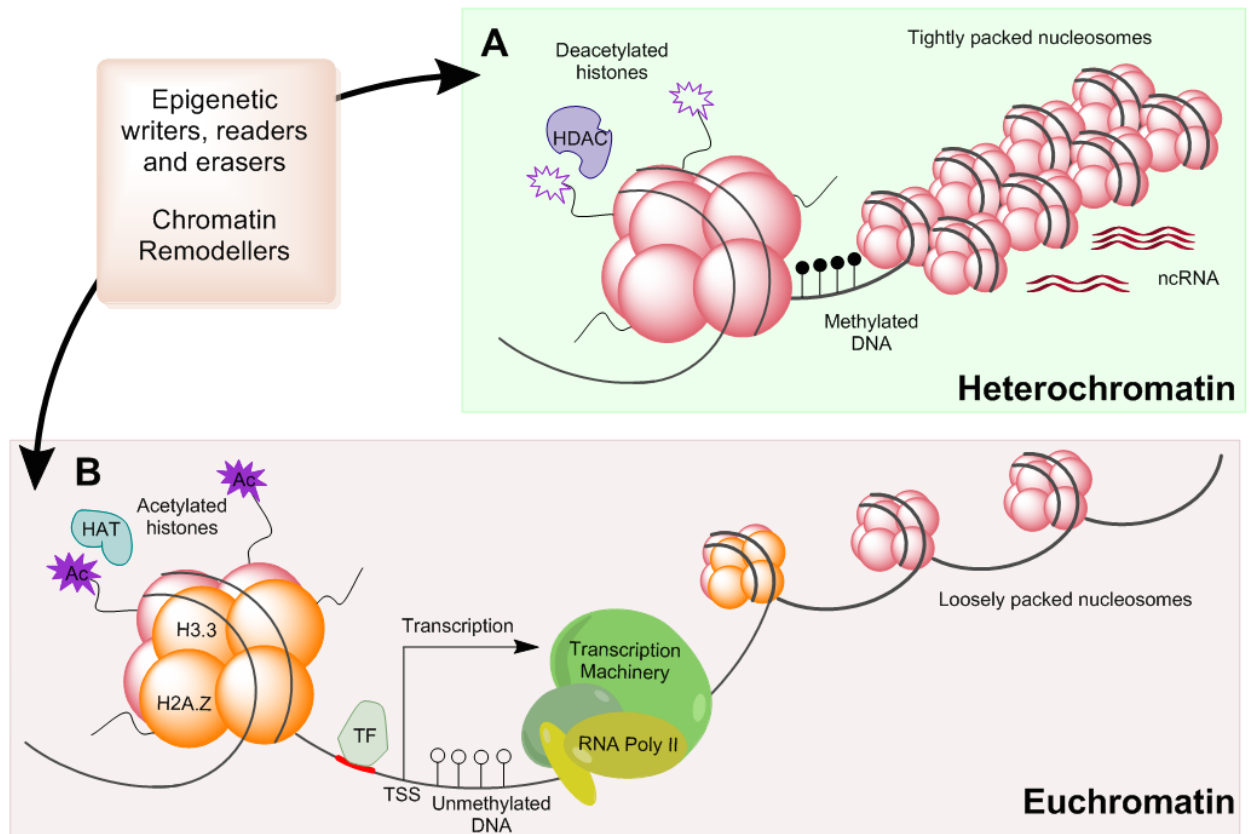 Epigenetic
writers, readers
and erasers
Chromatin
Remodellers
A
Deacetylated
histones
HDAC
Tightly packed nucleosomes
Methylated
DNA
ncRNA
Heterochromatin
B
Ac
Acetylated
histones
HAT
Ac
H3.3
H2A.Z
Transcription
TF
TSS
Unmethylated
DNA
Transcription
Machinery
RNA Poly II
Loosely packed nucleosomes
Euchromatin